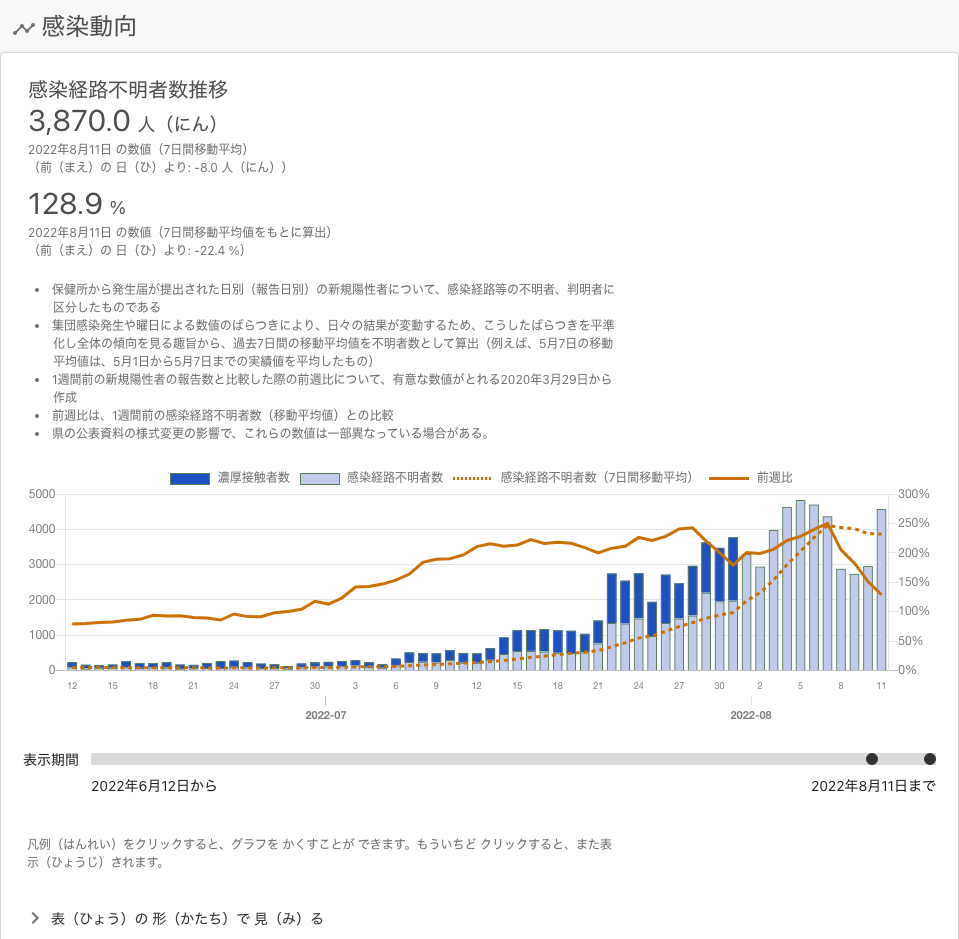 感染動向
感染経路不明者数推移
3,870.0 人（にん）
2022年8月11日 の数値（7日間移動平均）
（前（まえ）の 日（ひ）より: -8.0 人（にん））
128.9 %
2022年8月11日 の数値（7日間移動平均値をもとに算出）
（前（まえ）の 日（ひ）より: -22.4 %）
• 保健所から発生届が提出された日別（報告日別）の新規陽性者について、感染経路等の不明者、判明者に
区分したものである
• 集団感染発生や曜日による数値のばらつきにより、日々の結果が変動するため、こうしたばらつきを平準
化し全体の傾向を見る趣旨から、過去7日間の移動平均値を不明者数として算出（例えば、5月7日の移動
平均値は、5月1日から5月7日までの実績値を平均したもの）
• 1週間前の新規陽性者の報告数と比較した際の前週比について、有意な数値がとれる2020年3月29日から
作成
• 前週比は、1週間前の感染経路不明者数（移動平均値）との比較
• 県の公表資料の様式変更の影響で、これらの数値は一部異なっている場合がある。
濃厚接触者数 感染経路不明者数 感染経路不明者数（7日間移動平均） 前週比
5000 300%
250%
4000
200%
3000
150%
2000
100%
1000
50%
0 0%
12 15 18 21 24 27 30 3 6 9 12 15 18 21 24 27 30 2 5 8 11
2022-07 2022-08
表示期間
2022年6月12日から 2022年8月11日まで
凡例（はんれい）をクリックすると、グラフを かくすことが できます。もういちど クリックすると、また表
示（ひょうじ）されます。
表（ひょう）の 形（かたち）で 見（み）る